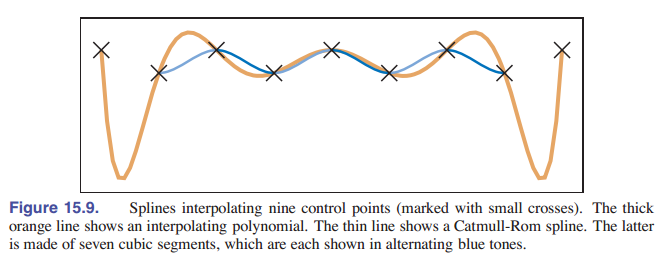 Figure 15.9. Splines interpolating nine control points (marked with small crosses). The thick
orange line shows an interpolating polynomial. The thin line shows a Catmull-Rom spline. The latter
is made of seven cubic segments, which are each shown in alternating blue tones.